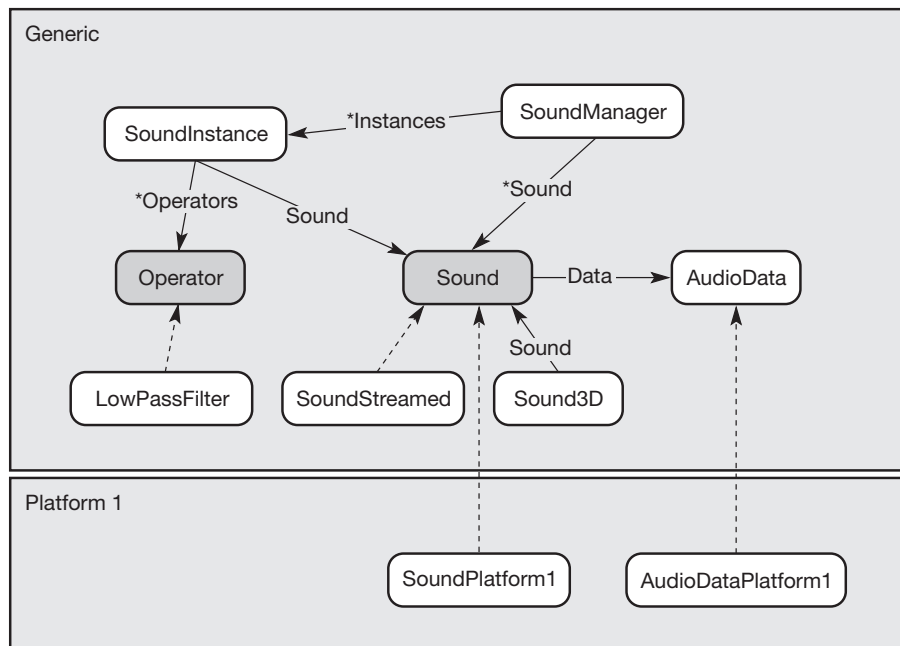 Generic
SoundManager
*Instances
SoundInstance
*Sound
*Operators
Sound
Operator
Sound
Data
AudioData
Sound
LowPassFilter
SoundStreamed
Sound3D
Platform 1
SoundPlatform1
AudioDataPlatform1